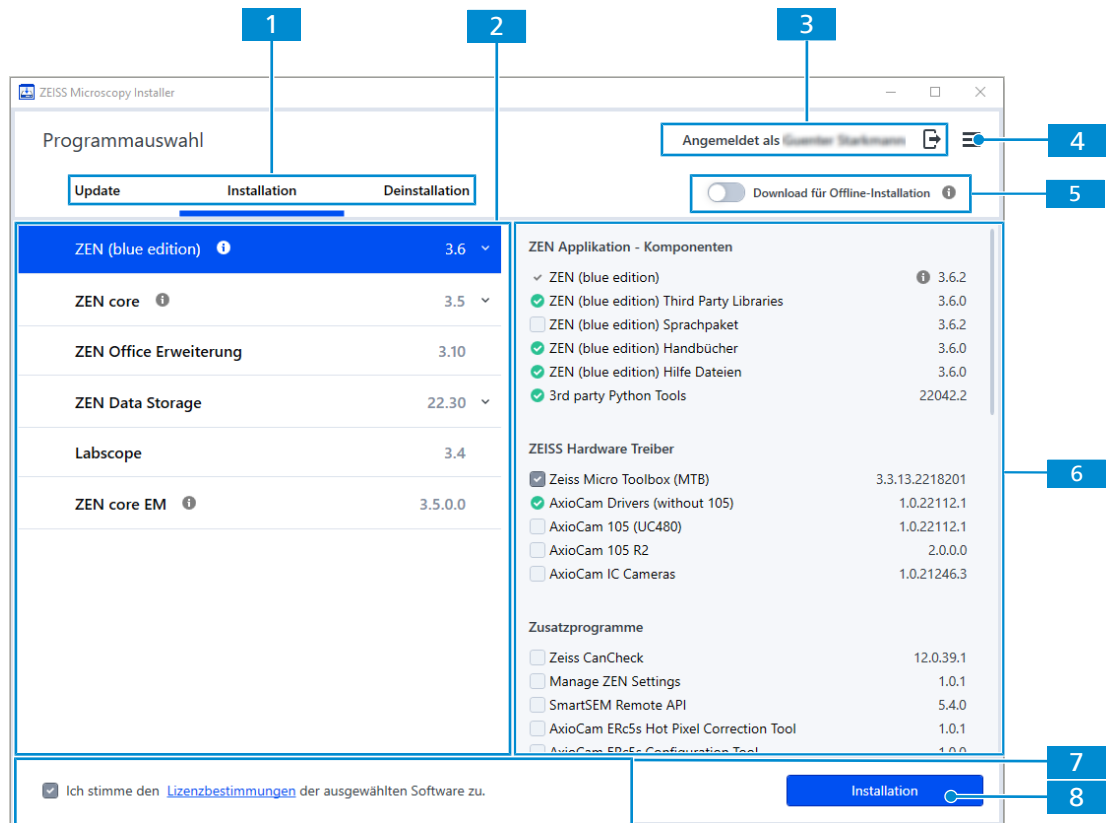 1
2
3
ZEISS Microscopy Installer
Programmauswahl
Angemeldet als
4
Update Installation Deinstallation
Download für Offline-Installation
5
ZEN (blue edition) 3.6
ZEN core 3.5
ZEN Office Erweiterung 3.10
ZEN Data Storage 22.30
Labscope 3.4
ZEN core EM 3.5.0.0
ZEN Applikation - Komponenten
ZEN (blue edition) 3.6.2
ZEN (blue edition) Third Party Libraries 3.6.0
ZEN (blue edition) Sprachpaket 3.6.2
ZEN (blue edition) Handbücher 3.6.0
ZEN (blue edition) Hilfe Dateien 3.6.0
3rd party Python Tools 22042.2
ZEISS Hardware Treiber
Zeiss Micro Toolbox (MTB) 3.3.13.2218201
AxioCam Drivers (without 105) 1.0.22112.1
AxioCam 105 (UC480) 1.0.22112.1
AxioCam 105 R2 2.0.0.0
AxioCam IC Cameras 1.0.21246.3
6
Zusatzprogramme
Zeiss CanCheck 12.0.39.1
Manage ZEN Settings 1.0.1
SmartSEM Remote API 5.4.0
AxioCam ERc5s Hot Pixel Correction Tool 1.0.1
AxioCam ERc5s Configuration Tool 1.0.0
7
Ich stimme den Lizenzbestimmungen der ausgewählten Software zu.
Installation
8